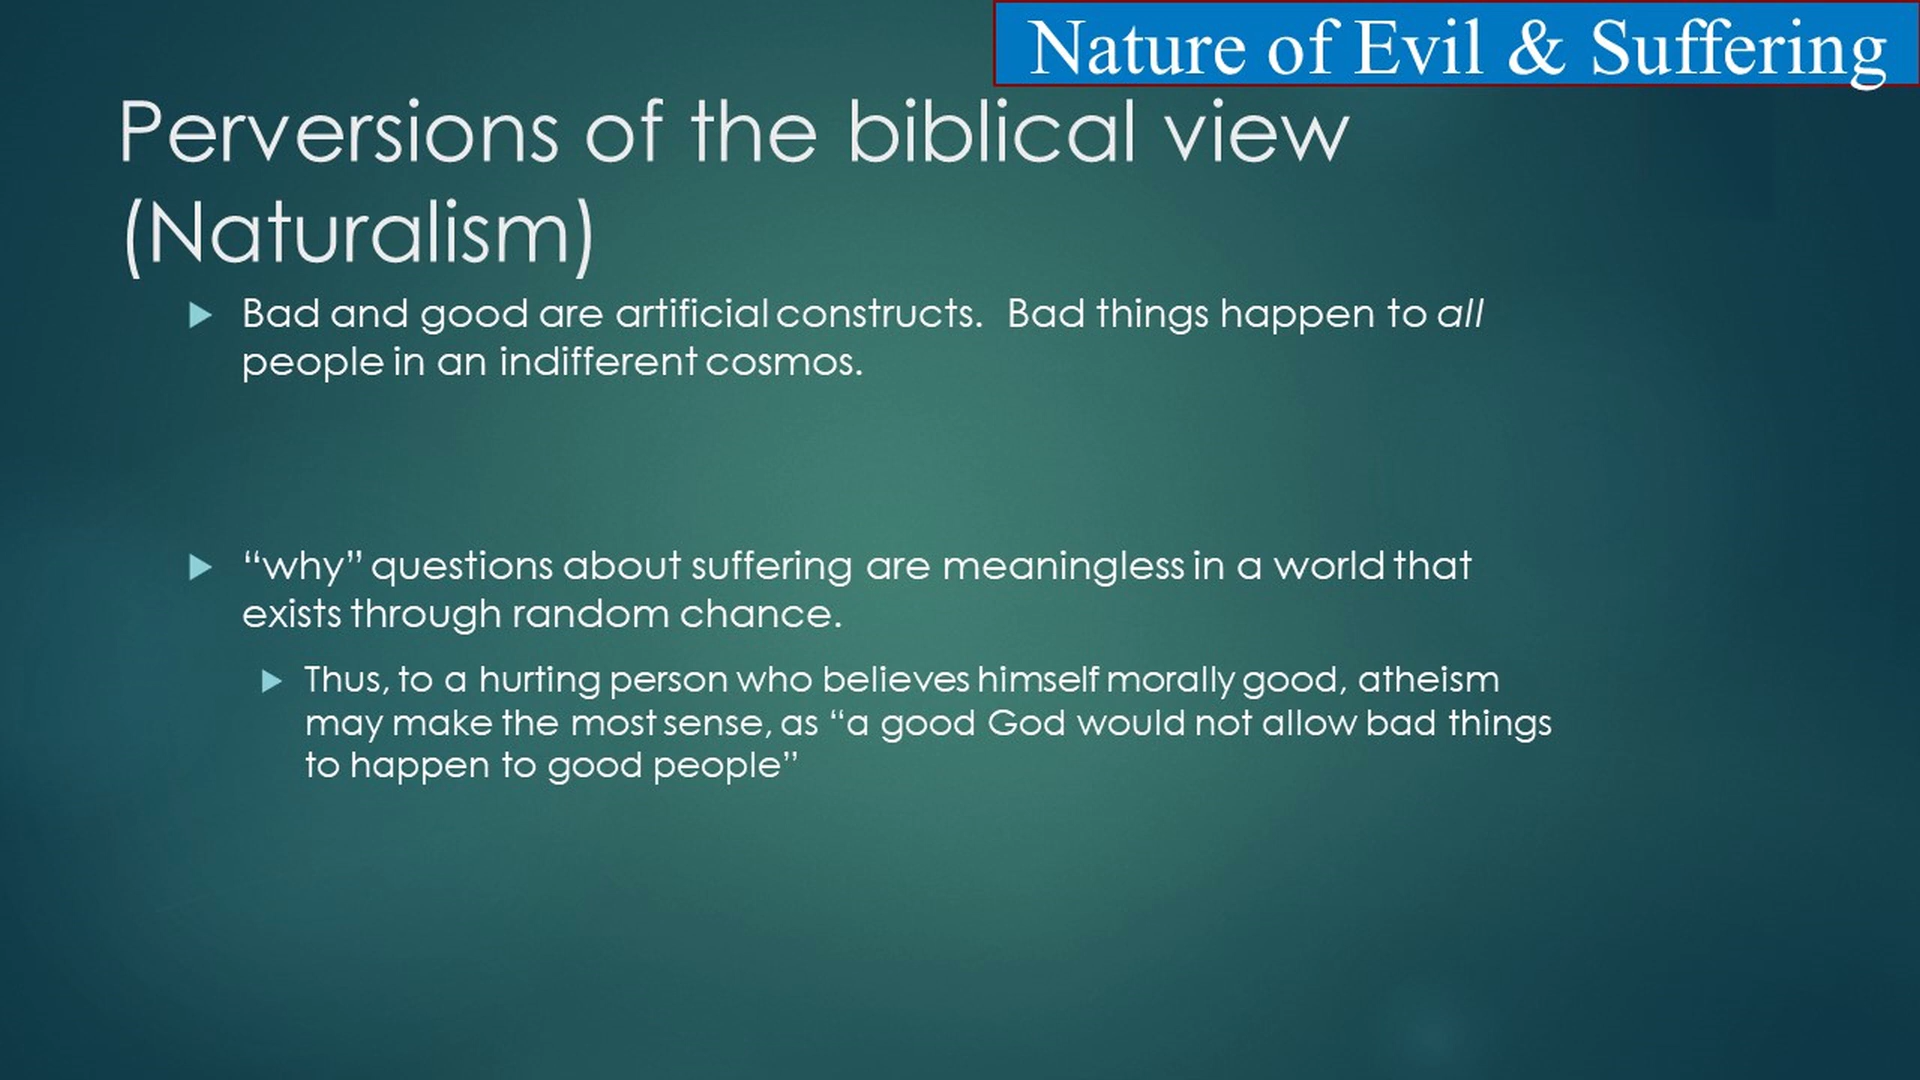 Nature of Evil & Suffering
Perversions of the biblical view
(Naturalism)
Bad and good are artificial constructs.  Bad things happen to all
people in an indifferent cosmos.
“why” questions about suffering are meaningless in a world that
exists through random chance.
Thus, to a hurting person who believes himself morally good, atheism
may make the most sense, as “a good God would not allow bad things
to happen to good people”